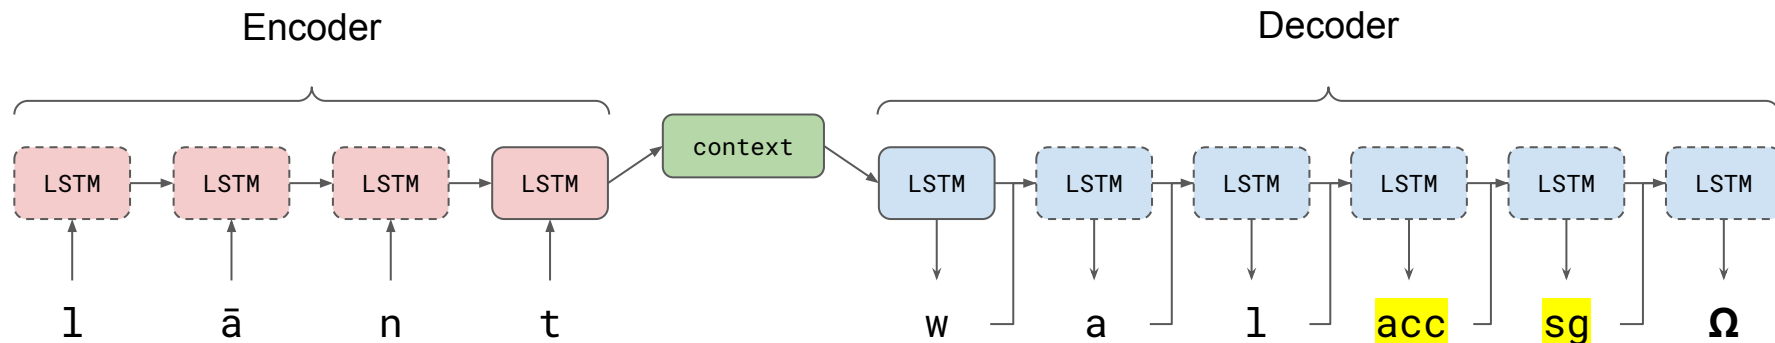 Encoder Decoder
context
LSTM LSTM LSTM LSTM LSTM LSTM LSTM LSTM LSTM LSTM
l ā n t w a l acc sg Ω